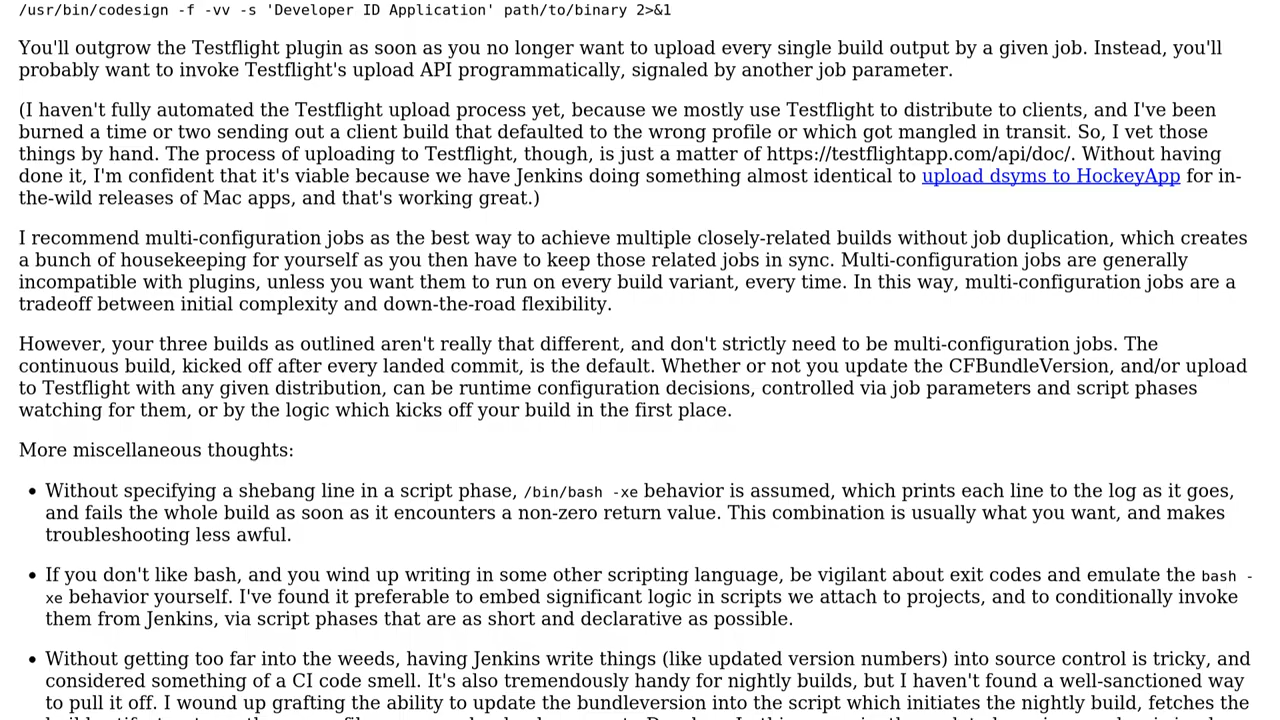 /usr/bin/codesign -f -vv -s 'Developer ID Application' path/to/binary 2>&1
You'll outgrow the Testflight plugin as soon as you no longer want to upload every single build output by a given job. Instead, you'll
probably want to invoke Testflight's upload API programmatically, signaled by another job parameter.
(I haven't fully automated the Testflight upload process yet, because we mostly use Testflight to distribute to clients, and I've been
burned a time or two sending out a client build that defaulted to the wrong profile or which got mangled in transit. So, I vet those
things by hand. The process of uploading to Testflight, though, is just a matter of https://testflightapp.com/api/doc/. Without having
done it, I'm confident that it's viable because we have Jenkins doing something almost identical to upload dsyms to HockeyApp for in-
the-wild releases of Mac apps, and that's working great.)
I recommend multi-configuration jobs as the best way to achieve multiple closely-related builds without job duplication, which creates
a bunch of housekeeping for yourself as you then have to keep those related jobs in sync. Multi-configuration jobs are generally
incompatible with plugins, unless you want them to run on every build variant, every time. In this way, multi-configuration jobs are a
tradeoff between initial complexity and down-the-road flexibility.
However, your three builds as outlined aren't really that different, and don't strictly need to be multi-configuration jobs. The
continuous build, kicked off after every landed commit, is the default. Whether or not you update the CFBundleVersion, and/or upload
to Testflight with any given distribution, can be runtime configuration decisions, controlled via job parameters and script phases
watching for them, or by the logic which kicks off your build in the first place.
More miscellaneous thoughts:
• Without specifying a shebang line in a script phase, /bin/bash -xe behavior is assumed, which prints each line to the log as it goes,
and fails the whole build as soon as it encounters a non-zero return value. This combination is usually what you want, and makes
troubleshooting less awful.
• If you don't like bash, and you wind up writing in some other scripting language, be vigilant about exit codes and emulate the bash -
xe behavior yourself. I've found it preferable to embed significant logic in scripts we attach to projects, and to conditionally invoke
them from Jenkins, via script phases that are as short and declarative as possible.
• Without getting too far into the weeds, having Jenkins write things (like updated version numbers) into source control is tricky, and
considered something of a CI code smell. It's also tremendously handy for nightly builds, but I haven't found a well-sanctioned way
to pull it off. I wound up grafting the ability to update the bundleversion into the script which initiates the nightly build, fetches the